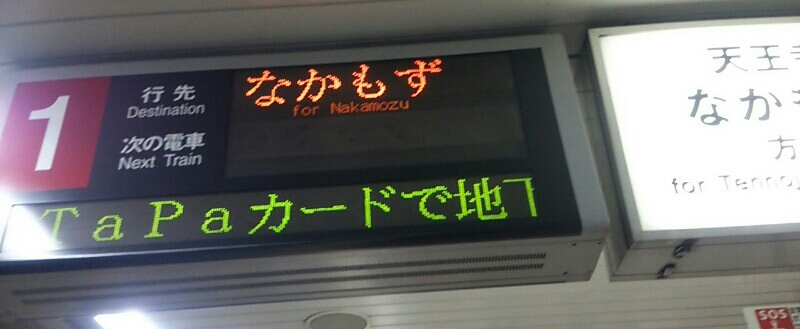 1
行先
Destination
なかもず
for Nakamozu
次の電車
Next Train
TaPaカードで地
天王
なか
方
for Tenno
SOS